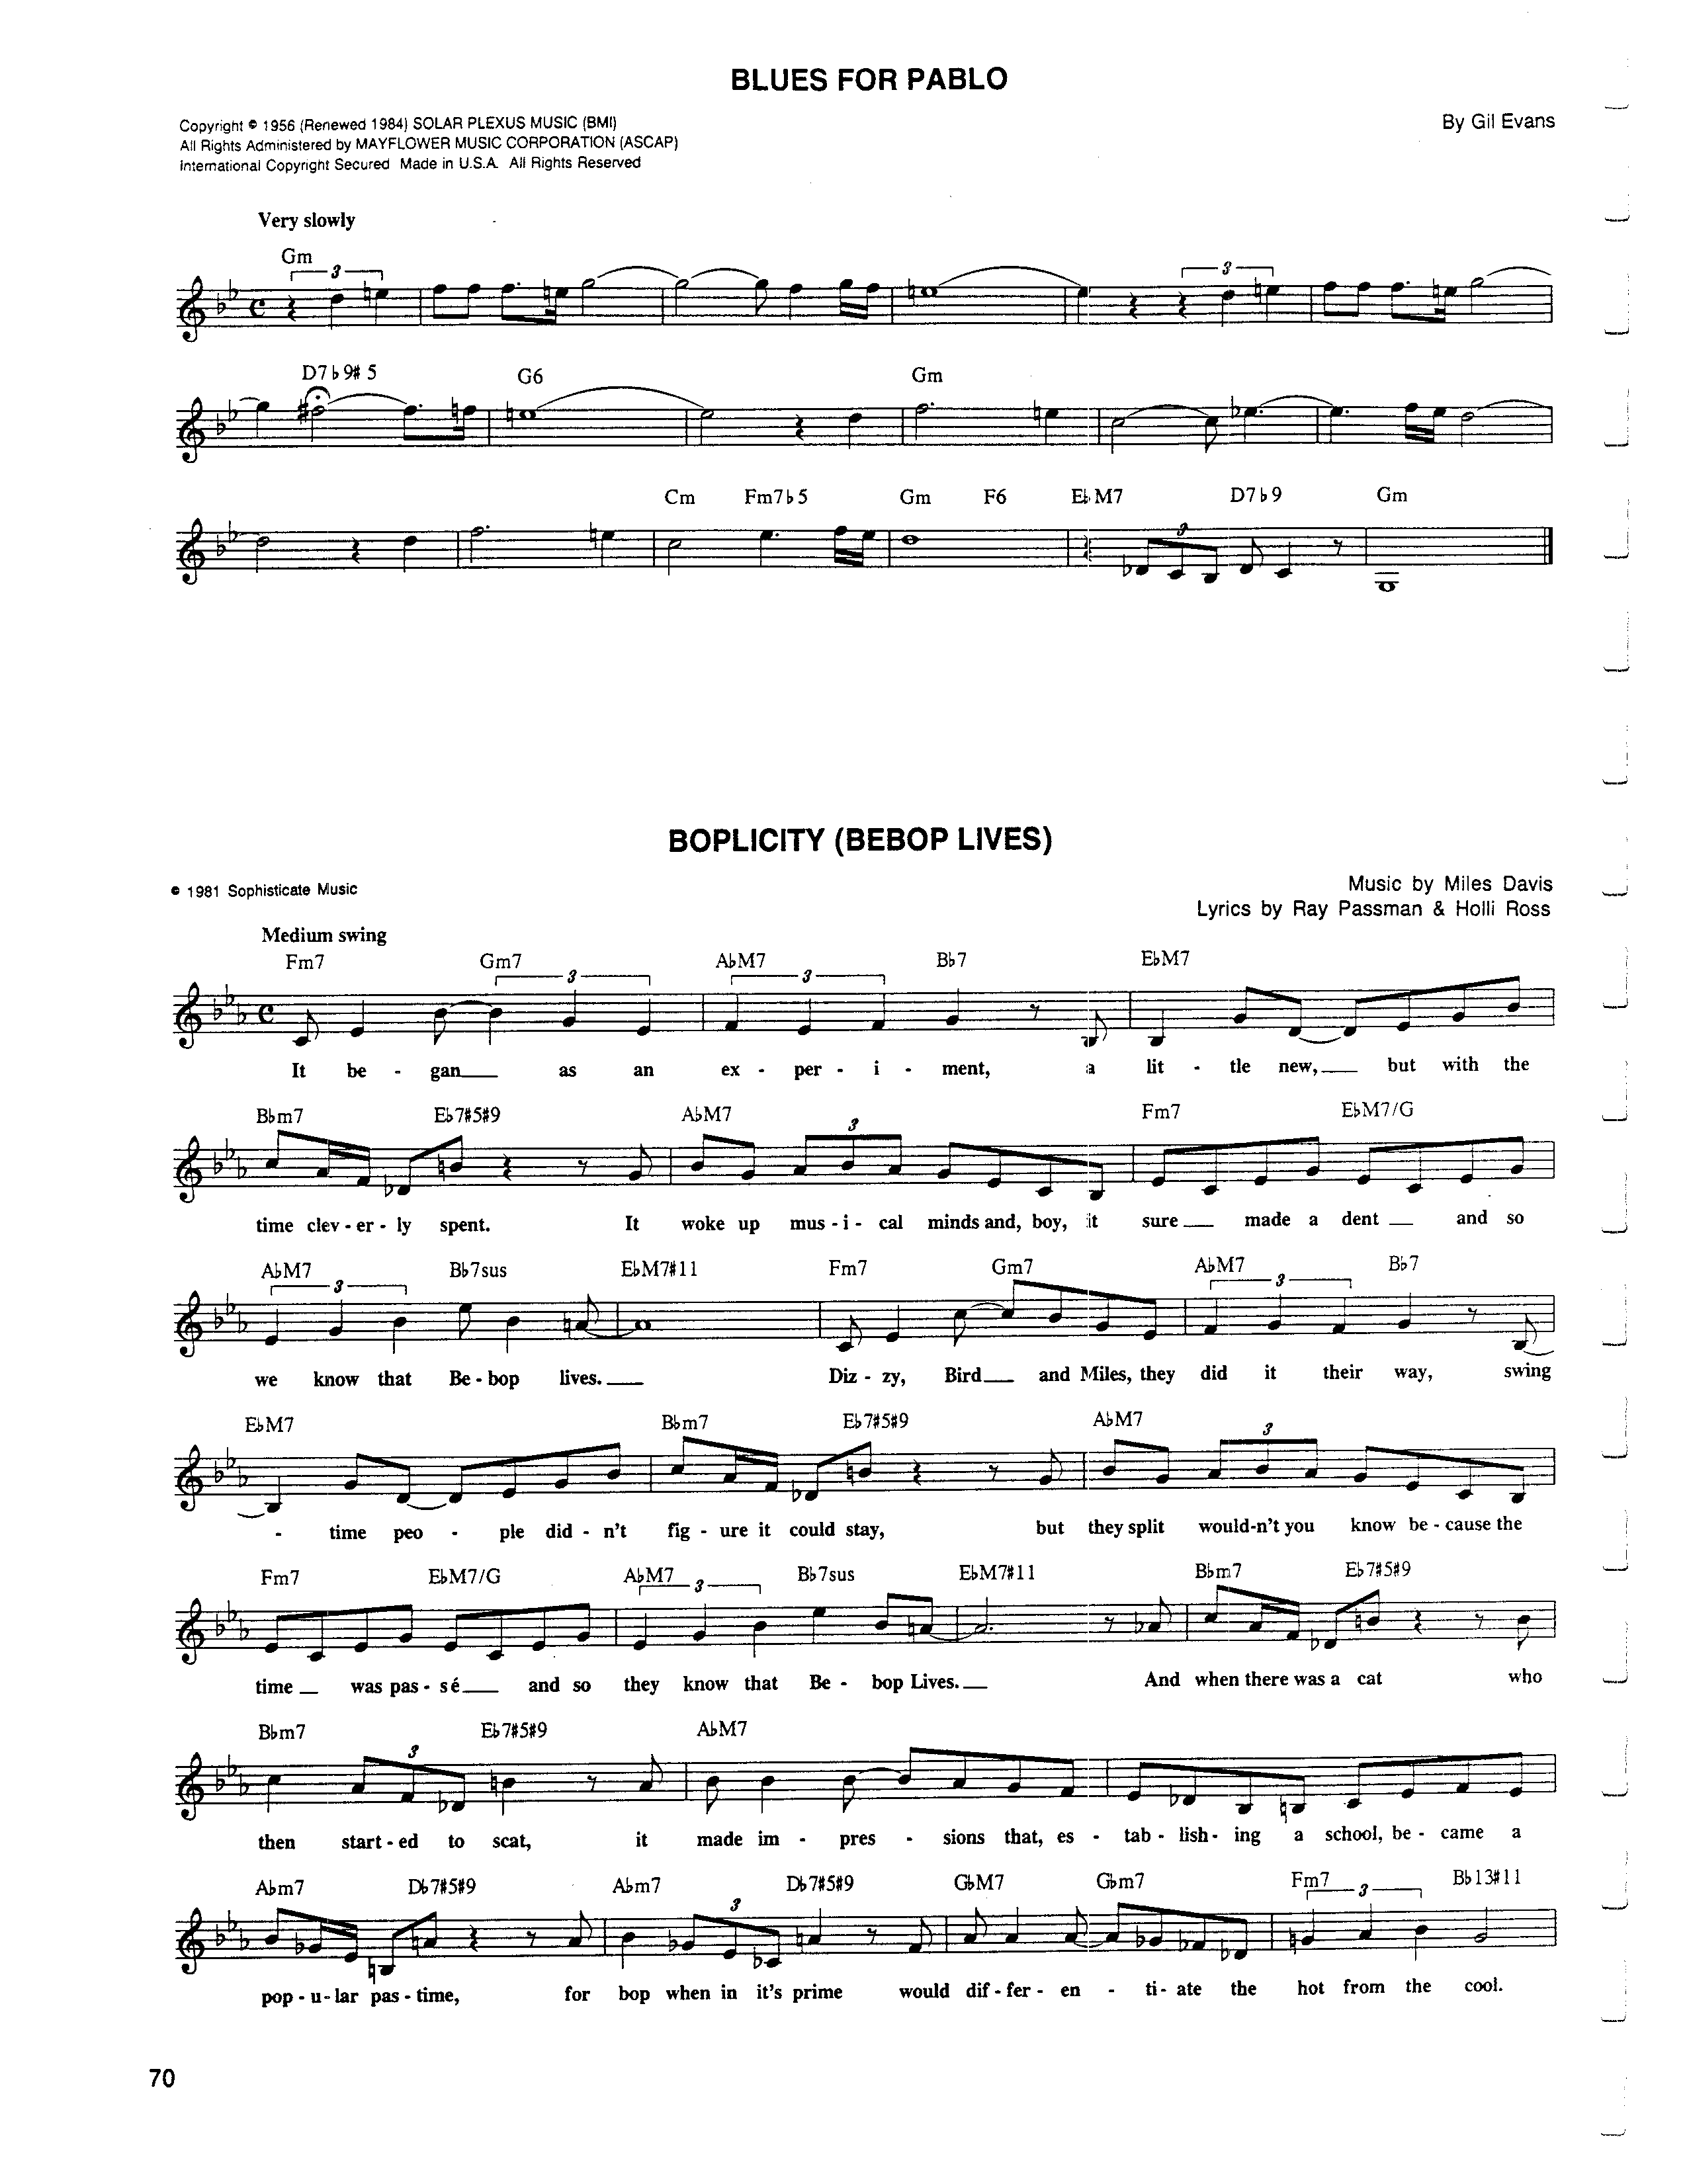 BLUES FOR PABLO
Copyright © 1956 (Renewed 1984) SOLAR PLEXUS MUSIC (BMI)
All Rights Administered by MAYFLOWER MUSIC CORPORATION (ASCAP)
International Copyright Secured Made in U.S.A. All Rights Reserved
By Gil Evans
Very slowly
Gm
3 3
D7♭9#5 G6 Gm
Cm Fm7♭5 Gm F6 E♭M7 D7♭9 Gm
3
BOPLICITY (BEBOP LIVES)
© 1981 Sophisticate Music
Music by Miles Davis
Lyrics by Ray Passman & Holli Ross
Medium swing
Fm7 Gm7 A♭M7 B♭7 E♭M7
3 3
It be - gan as an ex - per - i - ment, a lit - tle new, but with the
B♭m7 E♭7#5#9 A♭M7 Fm7 E♭M7/G
3
time clev - er - ly spent. It woke up mus - i - cal minds and, boy, it sure made a dent and so
A♭M7 B♭7sus E♭M7#11 Fm7 Gm7 A♭M7 B♭7
3 3
we know that Be - bop lives. Diz - zy, Bird and Miles, they did it their way, swing
E♭M7 B♭m7 E♭7#5#9 A♭M7
3
- time peo - ple did - n't fig - ure it could stay, but they split would-n't you know be - cause the
Fm7 E♭M7/G A♭M7 B♭7sus E♭M7#11 B♭m7 E♭7#5#9
3
time was pas - sé and so they know that Be - bop Lives. And when there was a cat who
B♭m7 E♭7#5#9 A♭M7
3
then start - ed to scat, it made im - pres - sions that, es - tab - lish - ing a school, be - came a
A♭m7 D♭7#5#9 A♭m7 D♭7#5#9 G♭M7 G♭m7 Fm7 B♭13#11
3 3
pop - u - lar pas - time, for bop when in it's prime would dif - fer - en - ti - ate the hot from the cool.
70